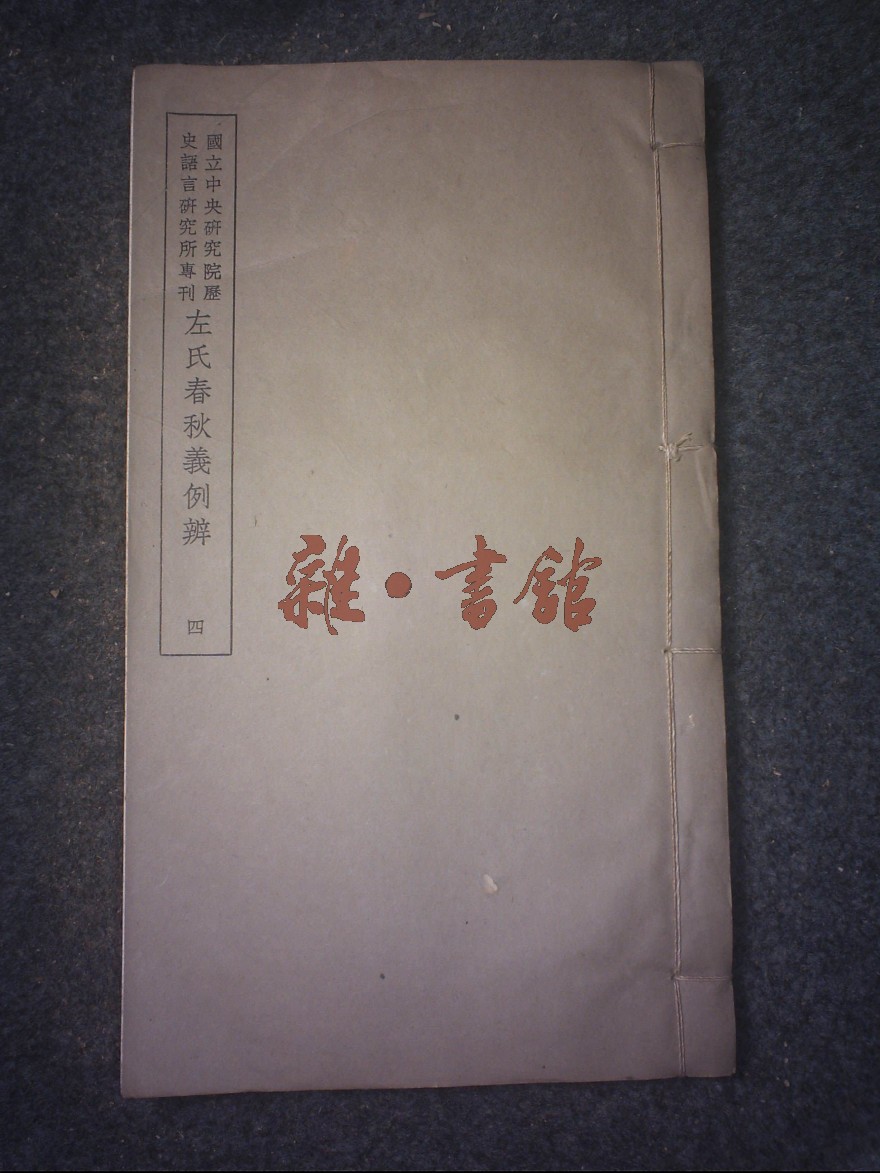 國立中央研究院歷
史語言研究所專刊
左氏春秋義例辨
四
雜·書館